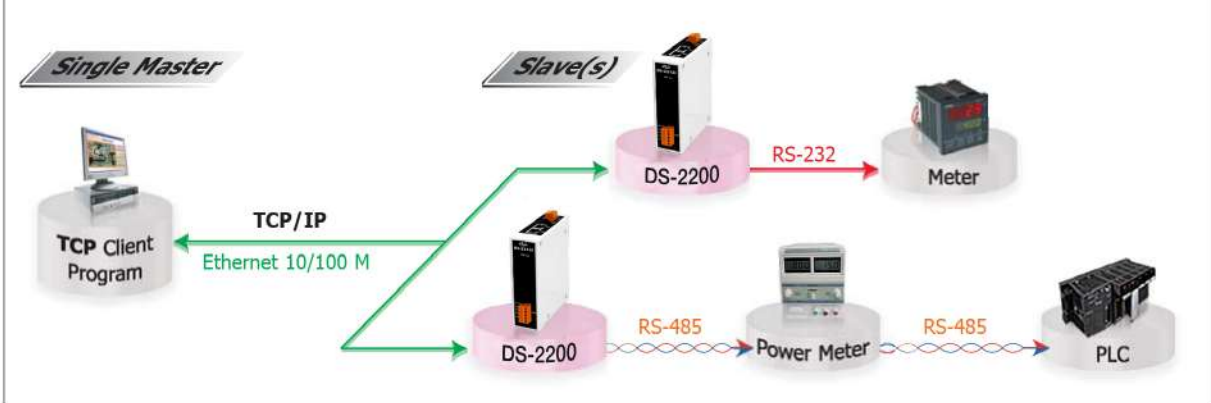 Single Master
Slave(s)
DS-2200
RS-232
Meter
TCP/IP
TCP Client
Program
Ethernet 10/100 M
DS-2200
RS-485
Power Meter
RS-485
PLC